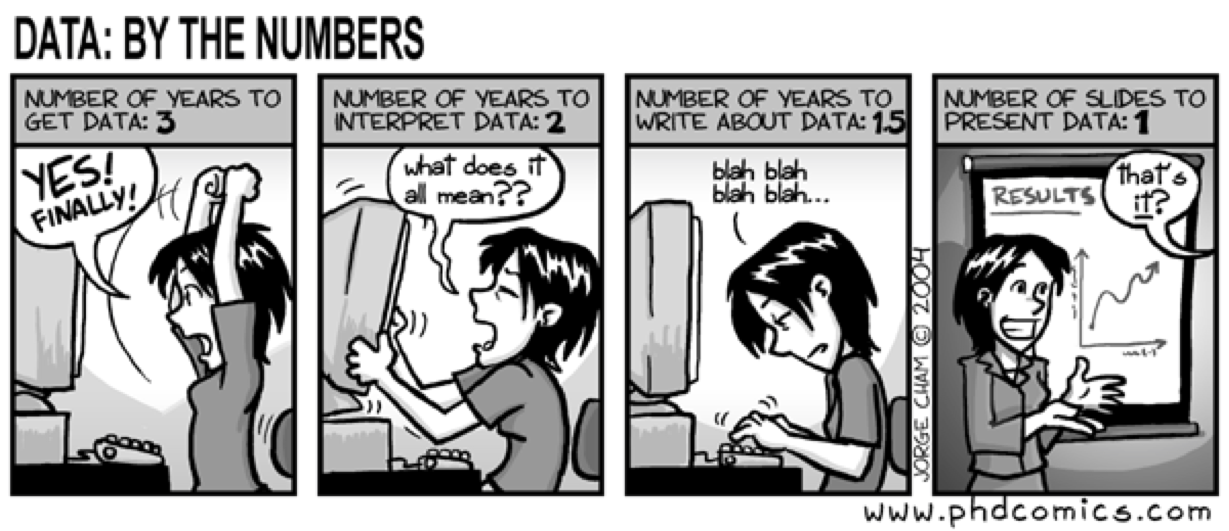 DATA: BY THE NUMBERS
NUMBER OF YEARS TO
GET DATA: 3
YES!
FINALLY!
NUMBER OF YEARS TO
INTERPRET DATA: 2
what does it
all mean??
NUMBER OF YEARS TO
WRITE ABOUT DATA: 1.5
blah blah
blah blah...
NUMBER OF SLIDES TO
PRESENT DATA: 1
RESULTS
that's
it?
JORGE CHAM © 2004
www.phdcomics.com